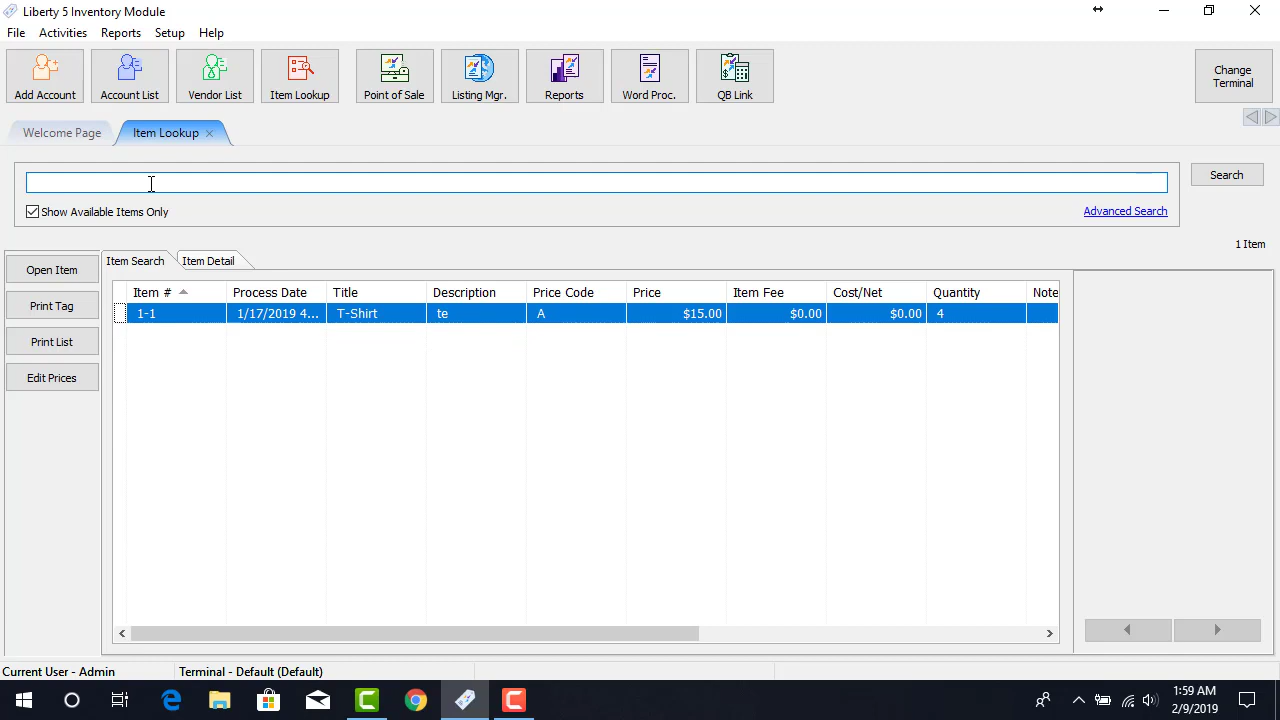 Liberty 5 Inventory Module
File Activities Reports Setup Help
Add Account Account List Vendor List Item Lookup Point of Sale Listing Mgr. Reports Word Proc. QB Link Change Terminal
Welcome Page Item Lookup
Search
Show Available Items Only Advanced Search
1 Item
Item Search Item Detail
Open Item
Print Tag
Print List
Edit Prices
Item # Process Date Title Description Price Code Price Item Fee Cost/Net Quantity Note
1-1 1/17/2019 4... T-Shirt te A $15.00 $0.00 $0.00 4
Current User - Admin Terminal - Default (Default)
1:59 AM
2/9/2019